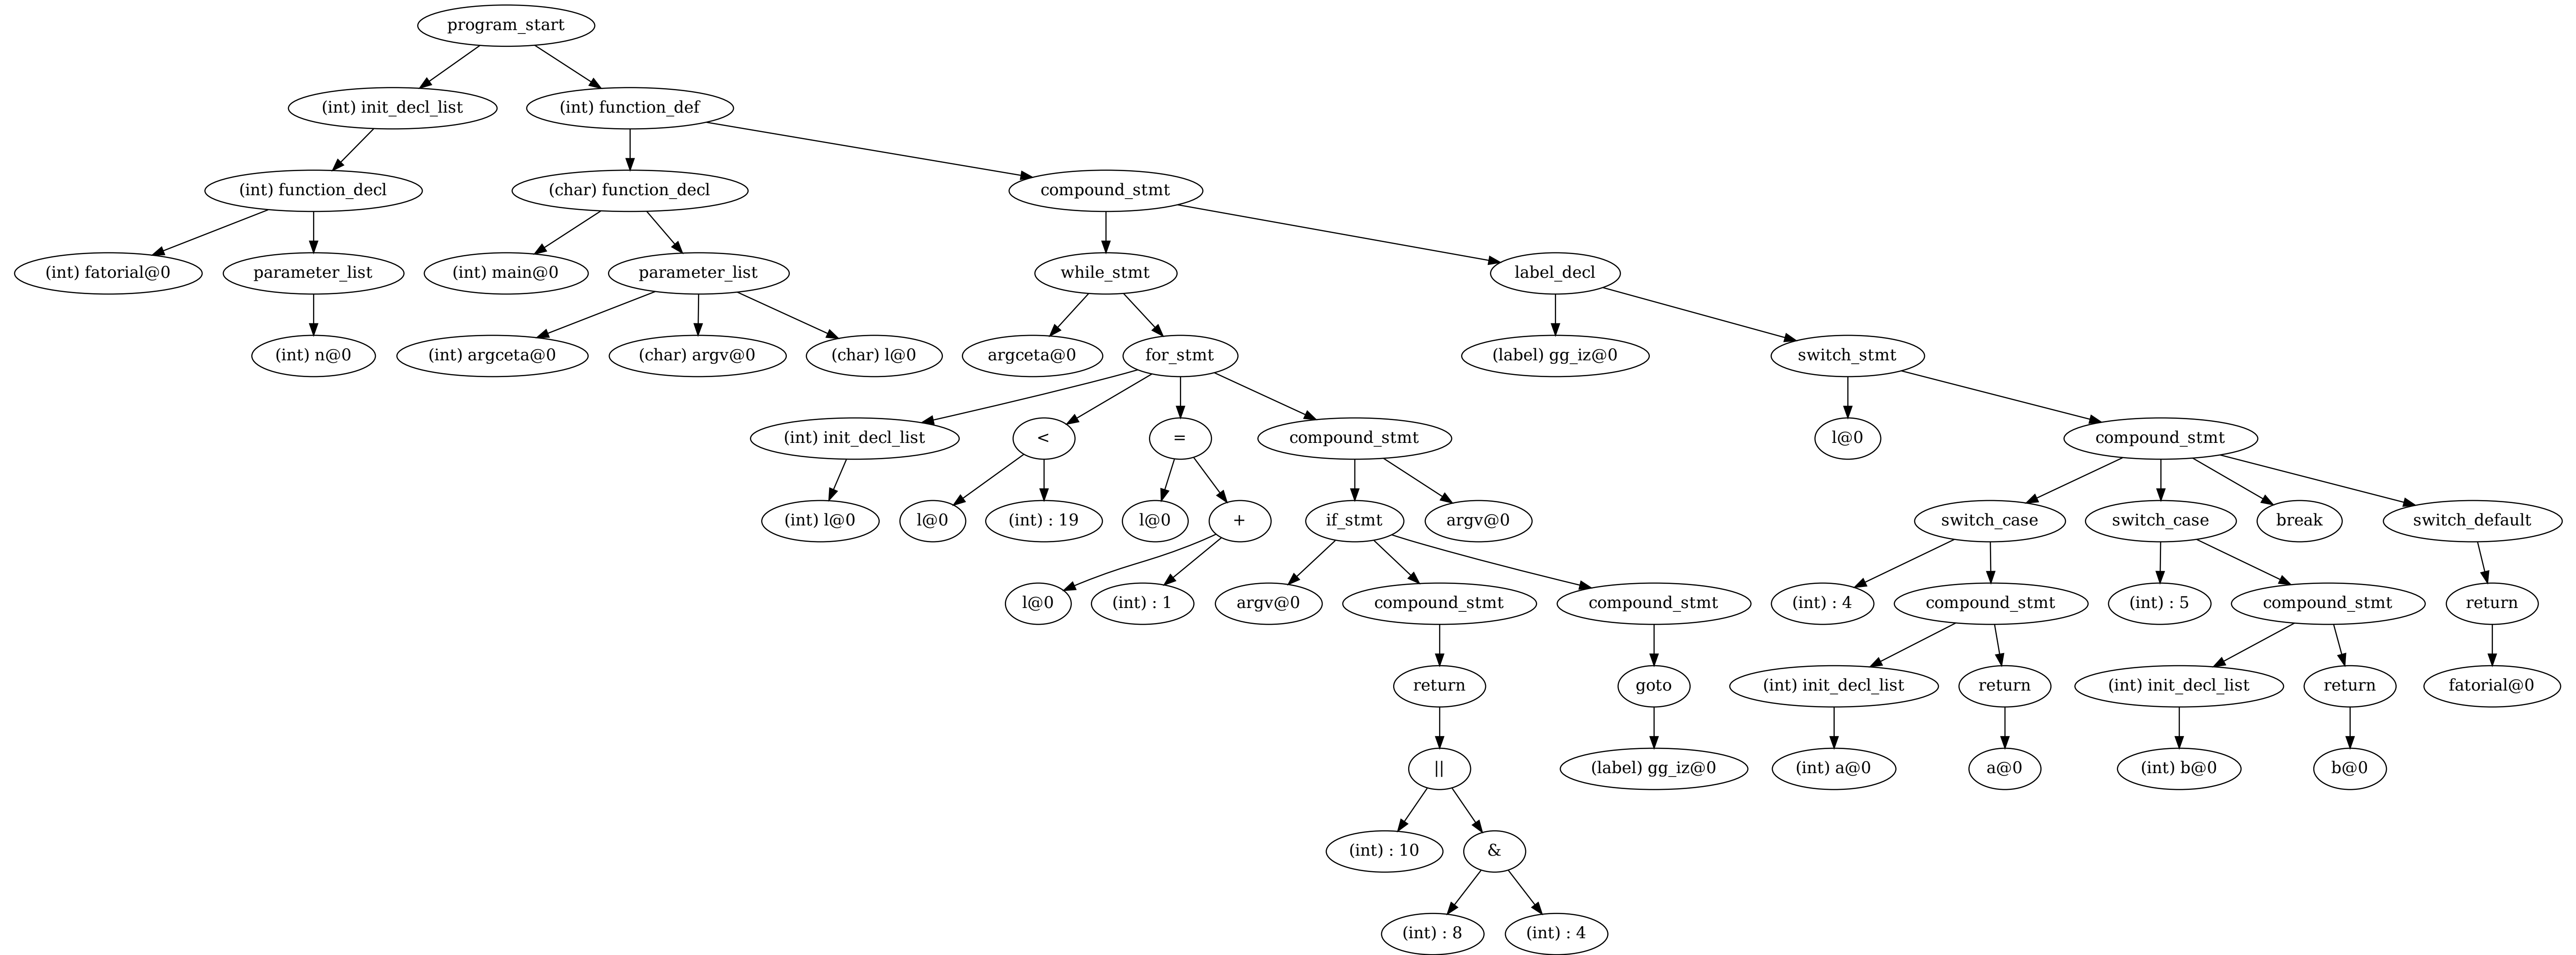 program_start
(int) init_decl_list
(int) function_def
(int) function_decl
(char) function_decl
compound_stmt
(int) fatorial@0
parameter_list
(int) main@0
parameter_list
while_stmt
label_decl
(int) n@0
(int) argceta@0
(char) argv@0
(char) l@0
argceta@0
for_stmt
(label) gg_iz@0
switch_stmt
(int) init_decl_list
<
=
compound_stmt
l@0
compound_stmt
(int) l@0
l@0
(int) : 19
l@0
+
if_stmt
argv@0
switch_case
switch_case
break
switch_default
l@0
(int) : 1
argv@0
compound_stmt
compound_stmt
(int) : 4
compound_stmt
(int) : 5
compound_stmt
return
return
goto
(int) init_decl_list
return
(int) init_decl_list
return
fatorial@0
||
(label) gg_iz@0
(int) a@0
a@0
(int) b@0
b@0
(int) : 10
&
(int) : 8
(int) : 4